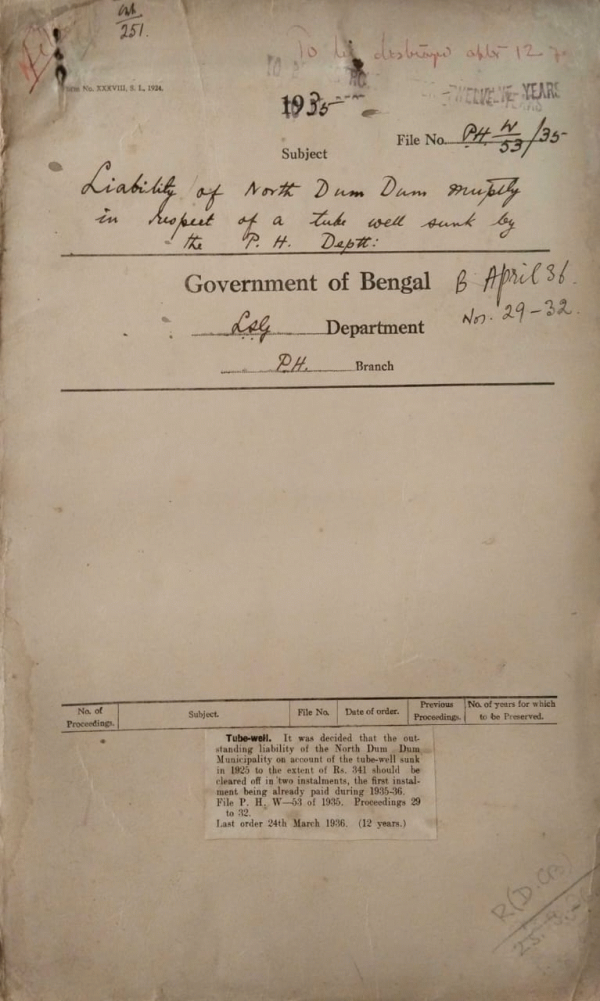 251.
To be destroyed after 12
TWELVE YEARS
No. XXXVIII, S. I., 1924.
1935
File No. P.H. W/53/35
Subject
Liability of North Dum Dum Muptly
in respect of a tube well sunk by
the P. H. Deptt:
Government of Bengal
B April 36.
Nos. 29-32.
LSG Department
P.H. Branch
No. of Proceedings. Subject. File No. Date of order. Previous Proceedings. No. of years for which to be Preserved.
Tube-well. It was decided that the out-
standing liability of the North Dum Dum
Municipality on account of the tube-well sunk
in 1925 to the extent of Rs. 341 should be
cleared off in two instalments, the first instal-
ment being already paid during 1935-36.
File P. H. W—53 of 1935. Proceedings 29
to 32.
Last order 24th March 1936. (12 years.)